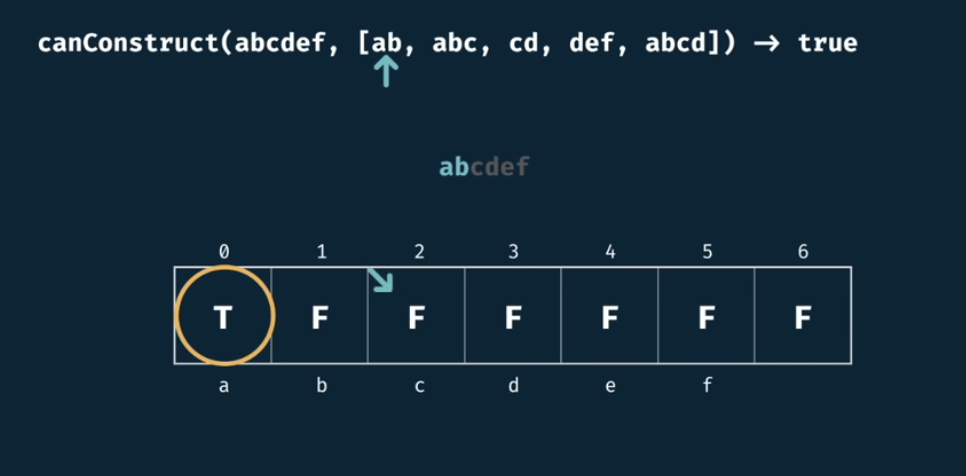 canConstruct(abcdef, [ab, abc, cd, def, abcd]) → true
abcdef
0 1 2 3 4 5 6
T F F F F F F
a b c d e f